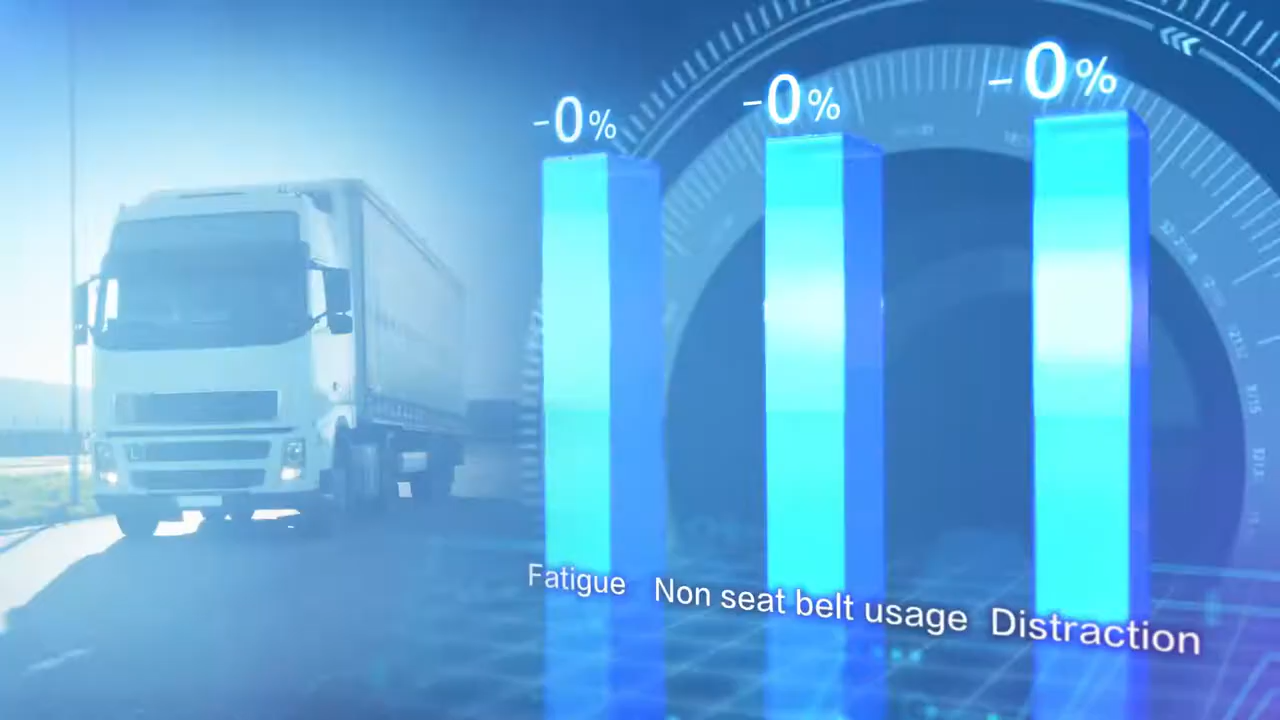 -0%
-0%
-0%
Fatigue
Non seat belt usage
Distraction